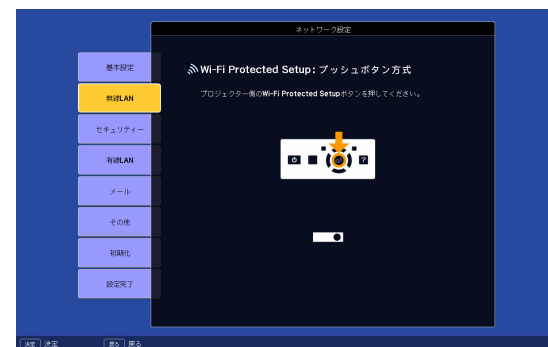 ネットワーク設定
基本設定
無線LAN
セキュリティー
有線LAN
メール
その他
初期化
設定完了
Wi-Fi Protected Setup:プッシュボタン方式
プロジェクター側のWi-Fi Protected Setupボタンを押してください。
?
決定 決定
戻る 戻る